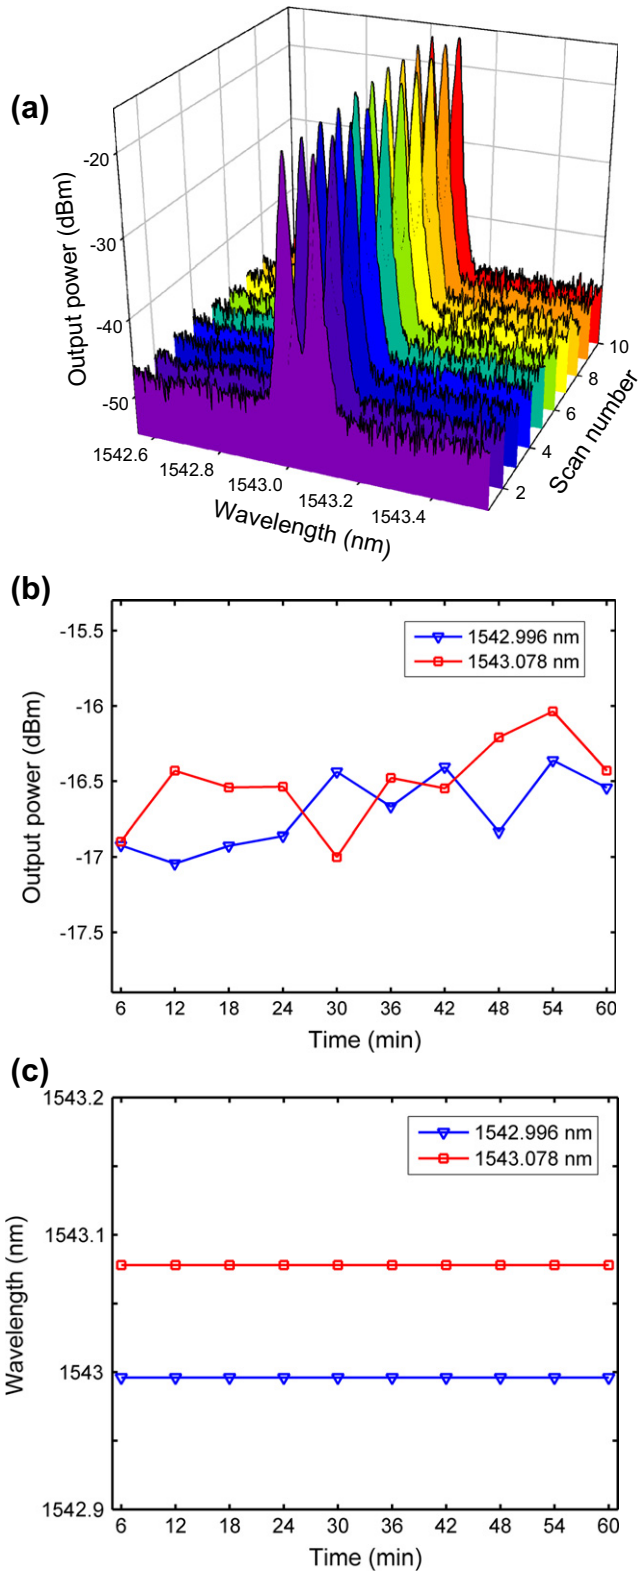 (a)
Output power (dBm)
-20
-30
-40
-50
1542.6
1542.8
1543.0
1543.2
1543.4
Wavelength (nm)
2
4
6
8
10
Scan number
(b)
Output power (dBm)
-15.5
-16
-16.5
-17
-17.5
1542.996 nm
1543.078 nm
6 12 18 24 30 36 42 48 54 60
Time (min)
(c)
Wavelength (nm)
1543.2
1543.1
1543
1542.9
1542.996 nm
1543.078 nm
6 12 18 24 30 36 42 48 54 60
Time (min)